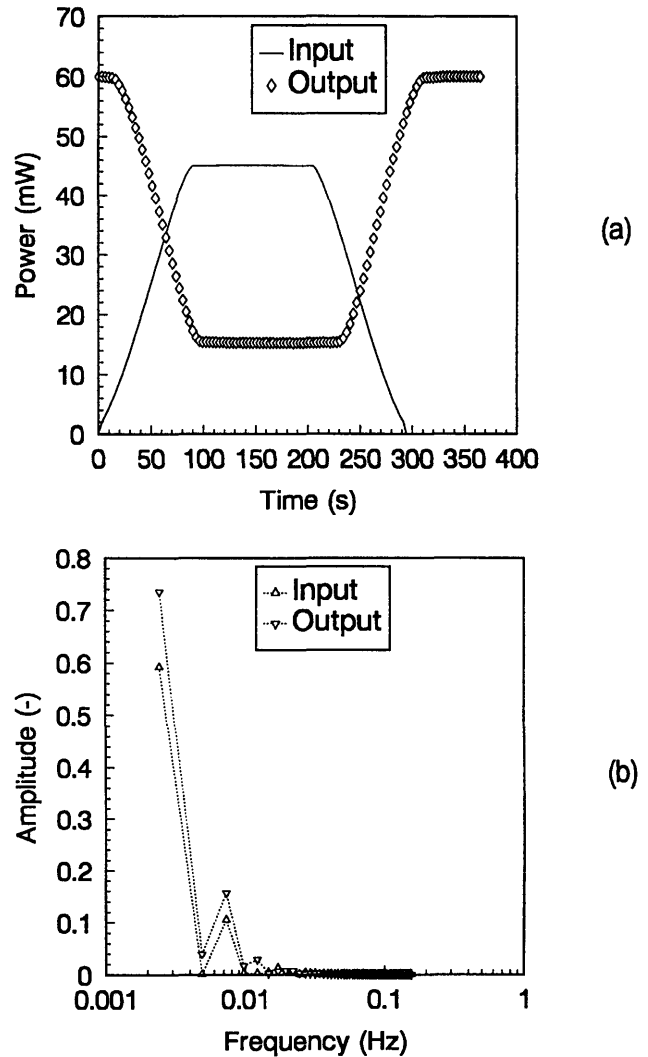 70
60
50
40
30
20
10
0
Power (mW)
Input
Output
0 50 100 150 200 250 300 350 400
Time (s)
(a)
0.8
0.7
0.6
0.5
0.4
0.3
0.2
0.1
0
Amplitude (-)
Input
Output
0.001 0.01 0.1 1
Frequency (Hz)
(b)